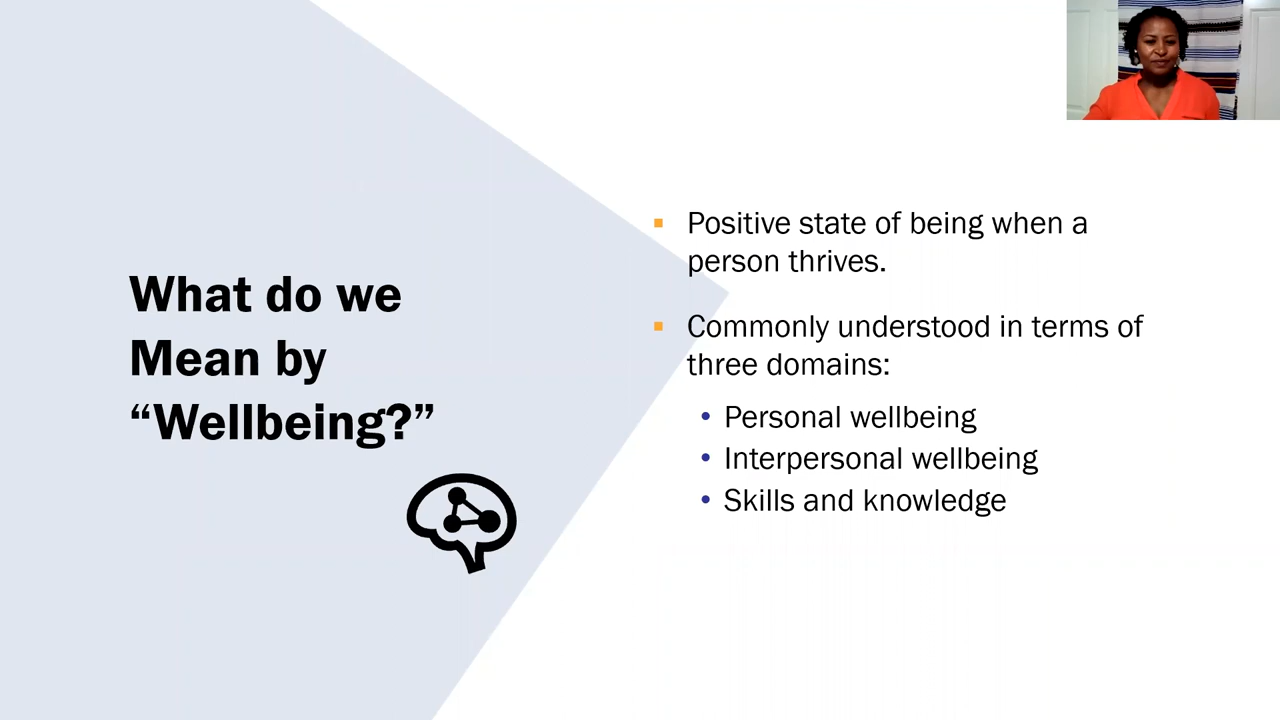 What do we
Mean by
“Wellbeing?”
▪ Positive state of being when a
person thrives.
▪ Commonly understood in terms of
three domains:
• Personal wellbeing
• Interpersonal wellbeing
• Skills and knowledge